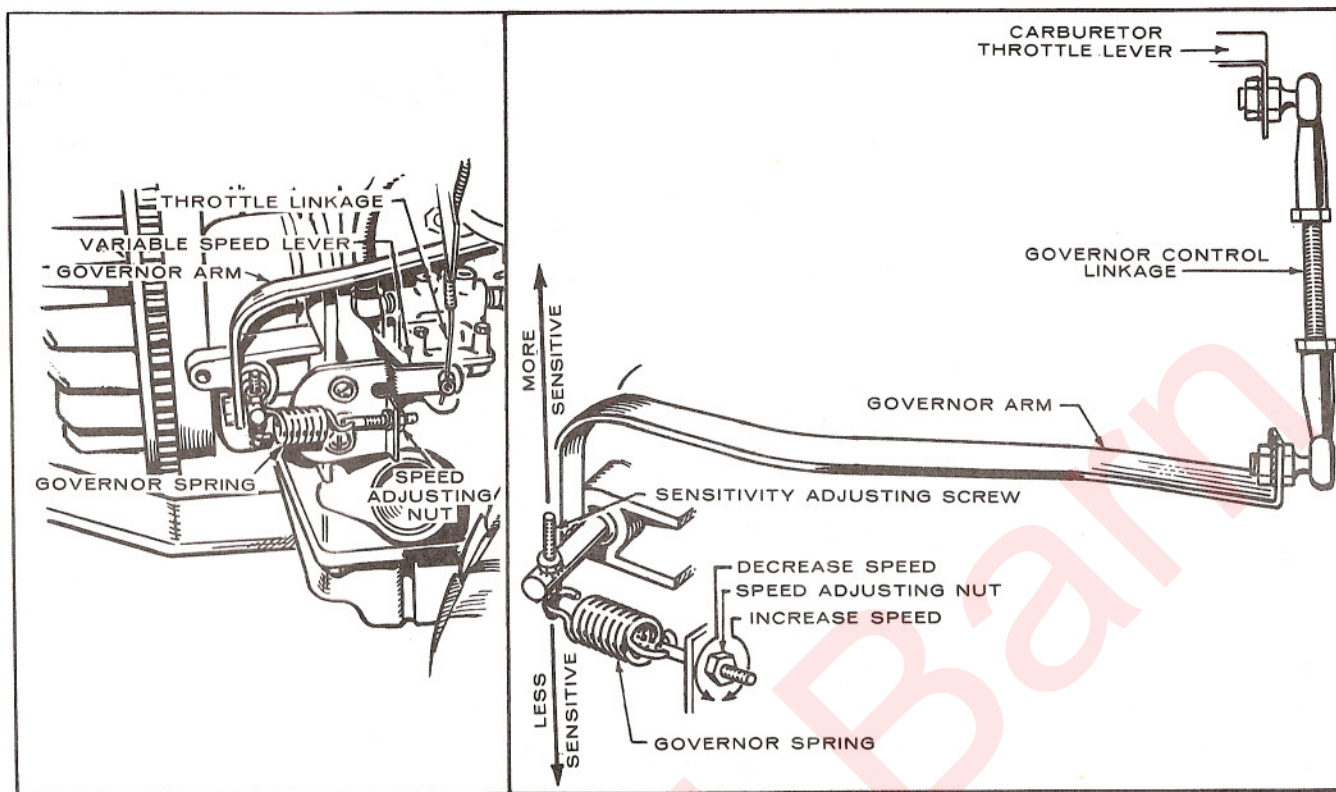 THROTTLE LINKAGE
VARIABLE SPEED LEVER
GOVERNOR ARM
GOVERNOR SPRING
SPEED
ADJUSTING
NUT
CARBURETOR
THROTTLE LEVER
GOVERNOR CONTROL
LINKAGE
MORE
SENSITIVE
GOVERNOR ARM
SENSITIVITY ADJUSTING SCREW
DECREASE SPEED
SPEED ADJUSTING NUT
INCREASE SPEED
LESS
SENSITIVE
GOVERNOR SPRING
Barn